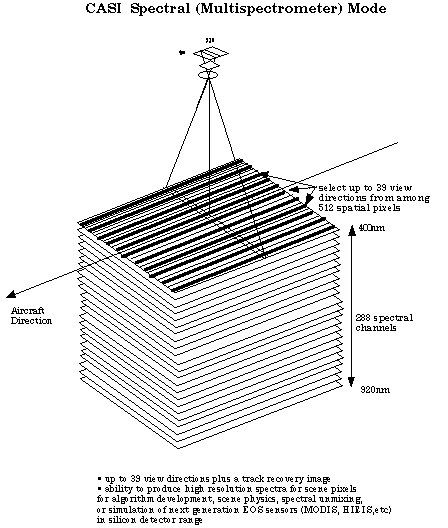 CASI Spectral (Multispectrometer) Mode
select up to 39 view
directions from among
512 spatial pixels
400nm
Aircraft
Direction
288 spectral
channels
920nm
• up to 39 view directions plus a track recovery image
• ability to produce high resolution spectra for scene pixels
for algorithm development, scene physics, spectral unmixing,
or simulation of next generation EOS sensors (MODIS, HIRIS,etc)
in silicon detector range